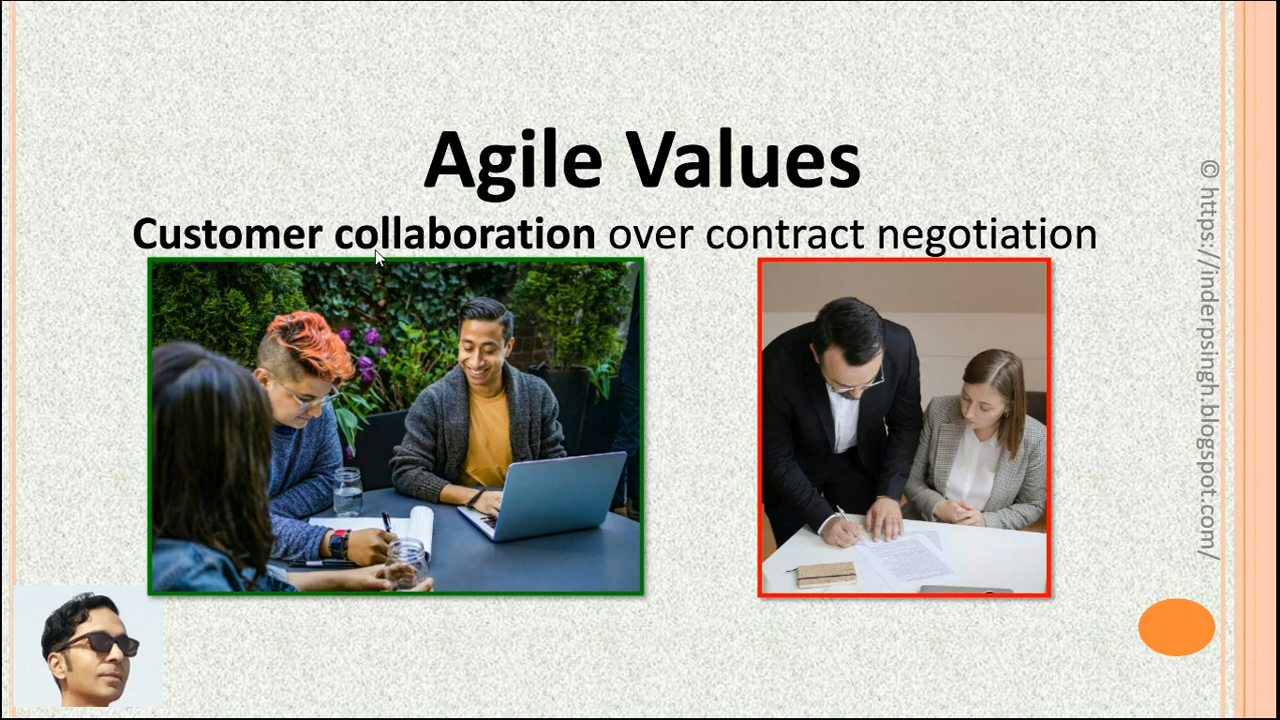 Agile Values
Customer collaboration over contract negotiation
© https://inderpsingh.blogspot.com/